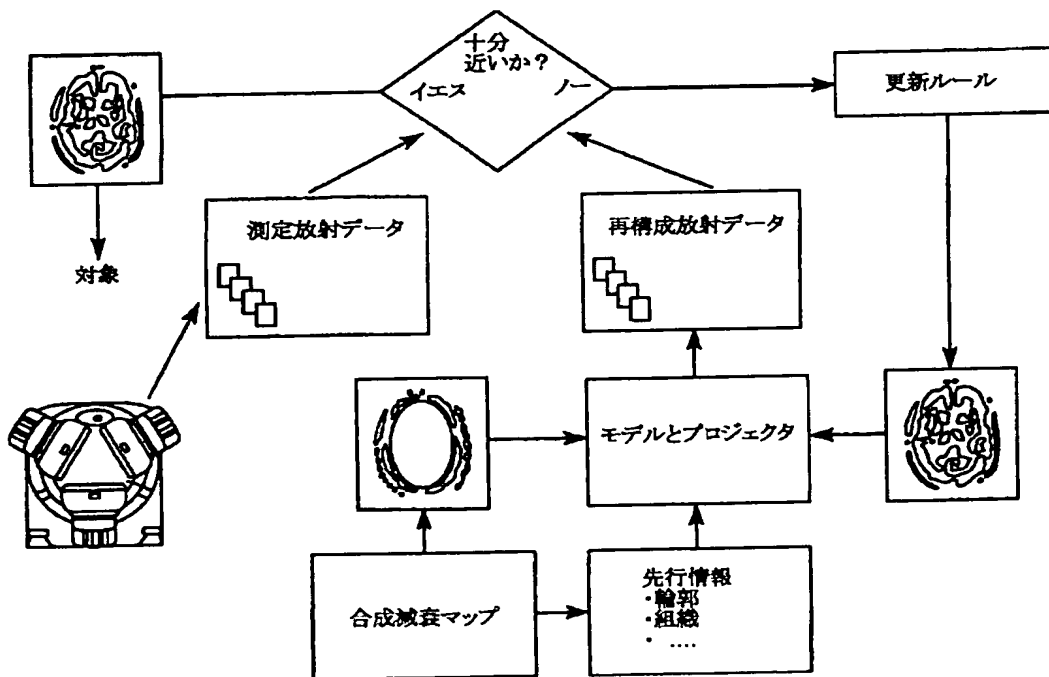 十分
近いか？
イエス
ノー
更新ルール
測定放射データ
再構成放射データ
対象
モデルとプロジェクタ
合成減衰マップ
先行情報
・輪郭
・組織
・ ....